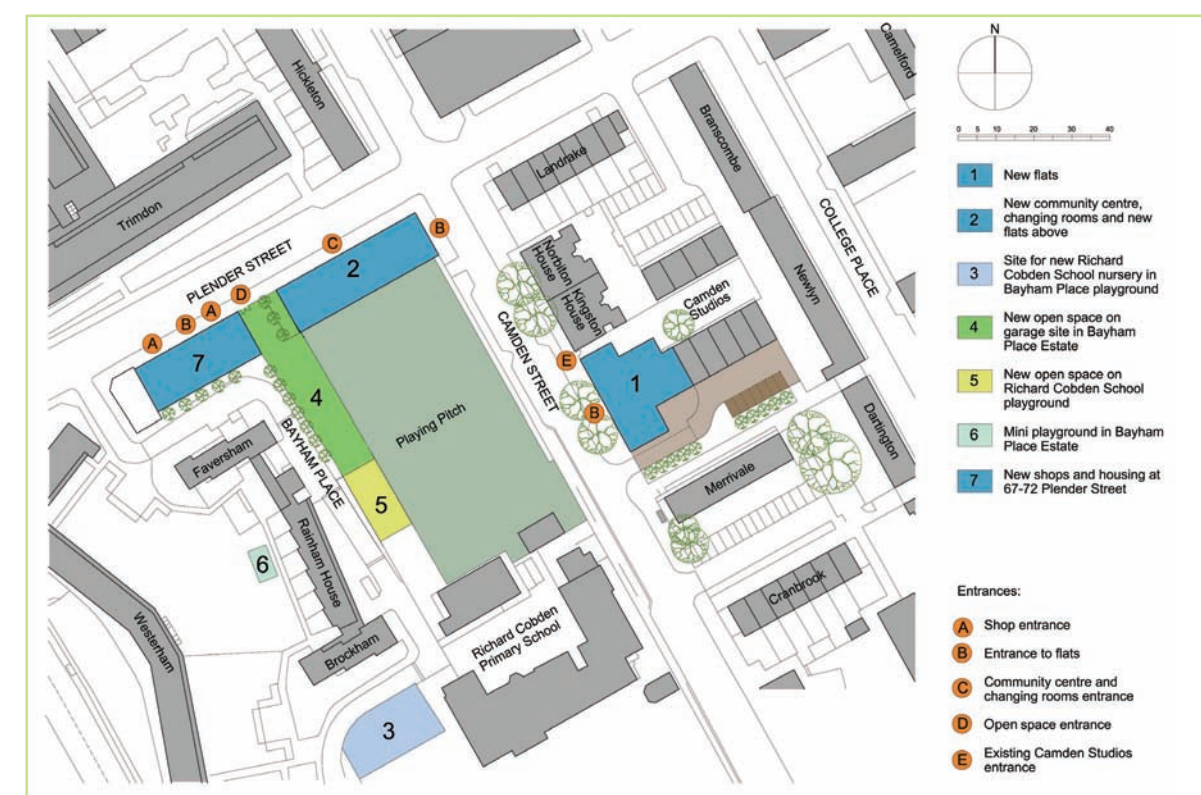 Hickleton
Camelford
Trimdon
Landrake
Branscombe
COLLEGE PLACE
PLENDER STREET
C
B
2
Norbiton
House
Kingston
House
Newlyn
Camden
Studios
A
B
A
D
7
CAMDEN STREET
E
1
B
4
Playing Pitch
BAYHAM PLACE
Faversham
Dartington
Merrivale
5
6
Rainham House
Cranbrook
Westerham
Brockham
Richard Cobden
Primary School
3
N
0 5 10 20 30 40
1 New flats
2 New community centre,
changing rooms and new
flats above
3 Site for new Richard
Cobden School nursery in
Bayham Place playground
4 New open space on
garage site in Bayham
Place Estate
5 New open space on
Richard Cobden School
playground
6 Mini playground in Bayham
Place Estate
7 New shops and housing at
67-72 Plender Street
Entrances:
A Shop entrance
B Entrance to flats
C Community centre and
changing rooms entrance
D Open space entrance
E Existing Camden Studios
entrance